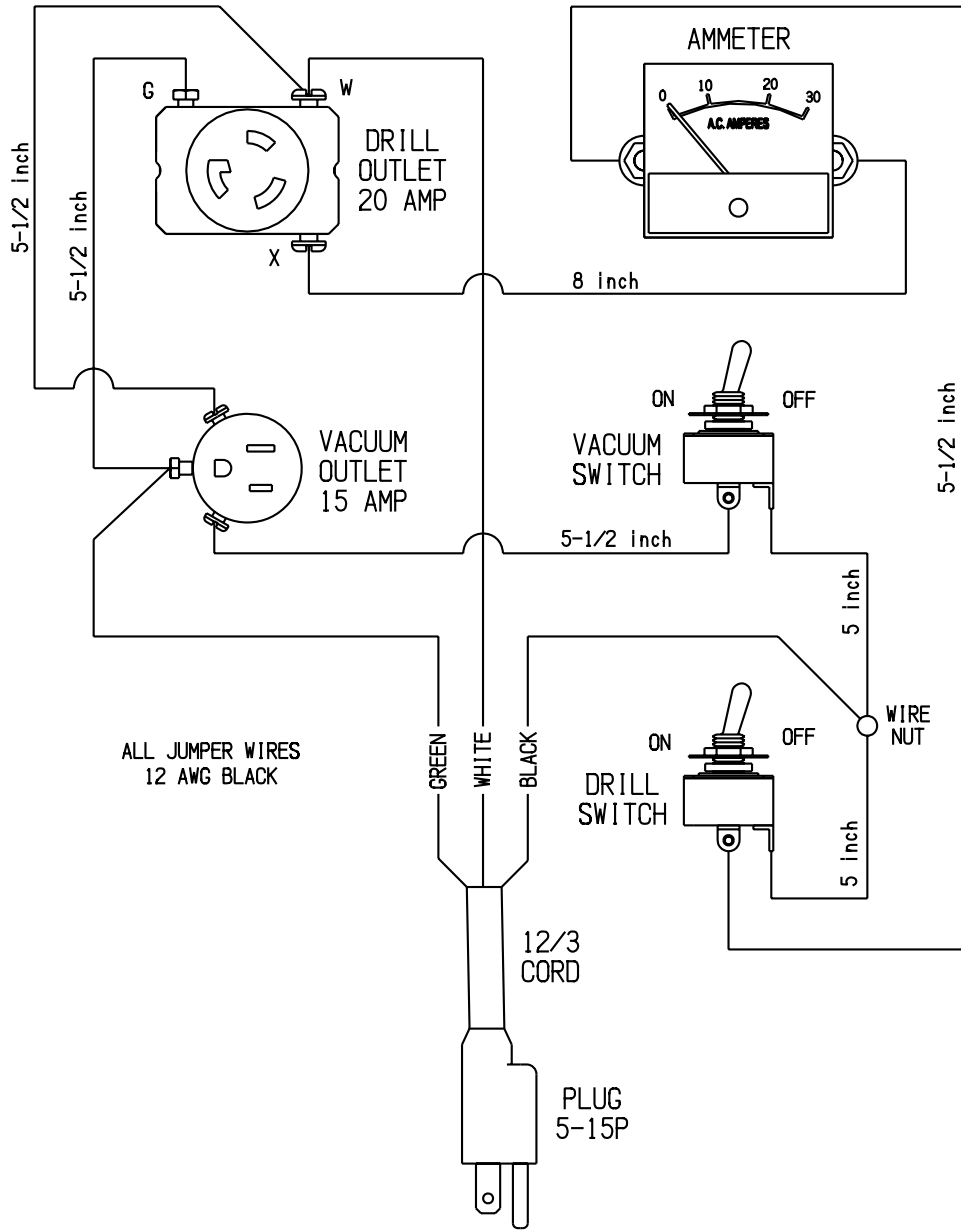 AMMETER
G
W
0
10
20
30
A.C. AMPERES
DRILL
OUTLET
20 AMP
5-1/2 inch
5-1/2 inch
X
8 inch
ON
OFF
VACUUM
SWITCH
5-1/2 inch
VACUUM
OUTLET
15 AMP
5-1/2 inch
5 inch
WIRE
NUT
ON
OFF
ALL JUMPER WIRES
12 AWG BLACK
GREEN
WHITE
BLACK
DRILL
SWITCH
5 inch
12/3
CORD
PLUG
5-15P